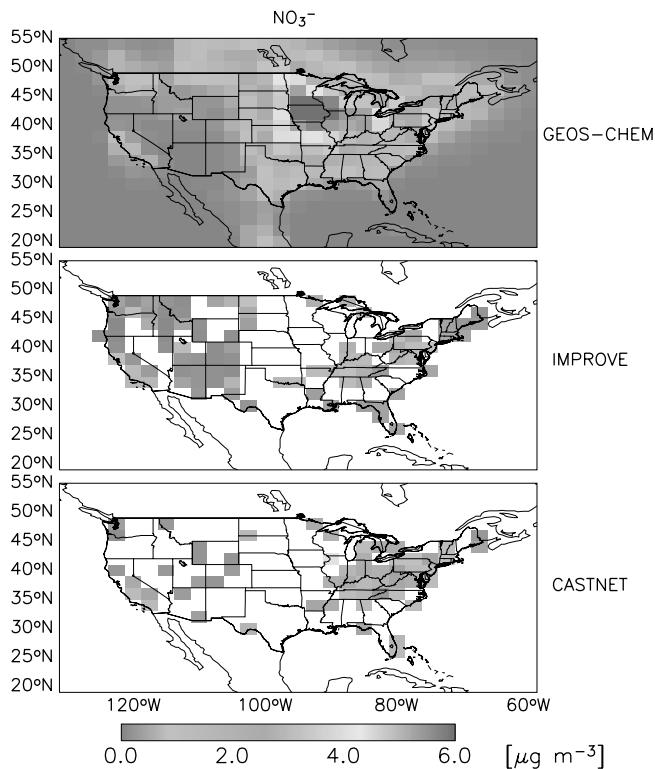 NO₃⁻
55°N
50°N
45°N
40°N
35°N
30°N
25°N
20°N
GEOS−CHEM
55°N
50°N
45°N
40°N
35°N
30°N
25°N
20°N
IMPROVE
55°N
50°N
45°N
40°N
35°N
30°N
25°N
20°N
CASTNET
120°W 100°W 80°W 60°W
0.0 2.0 4.0 6.0 [μg m−3]